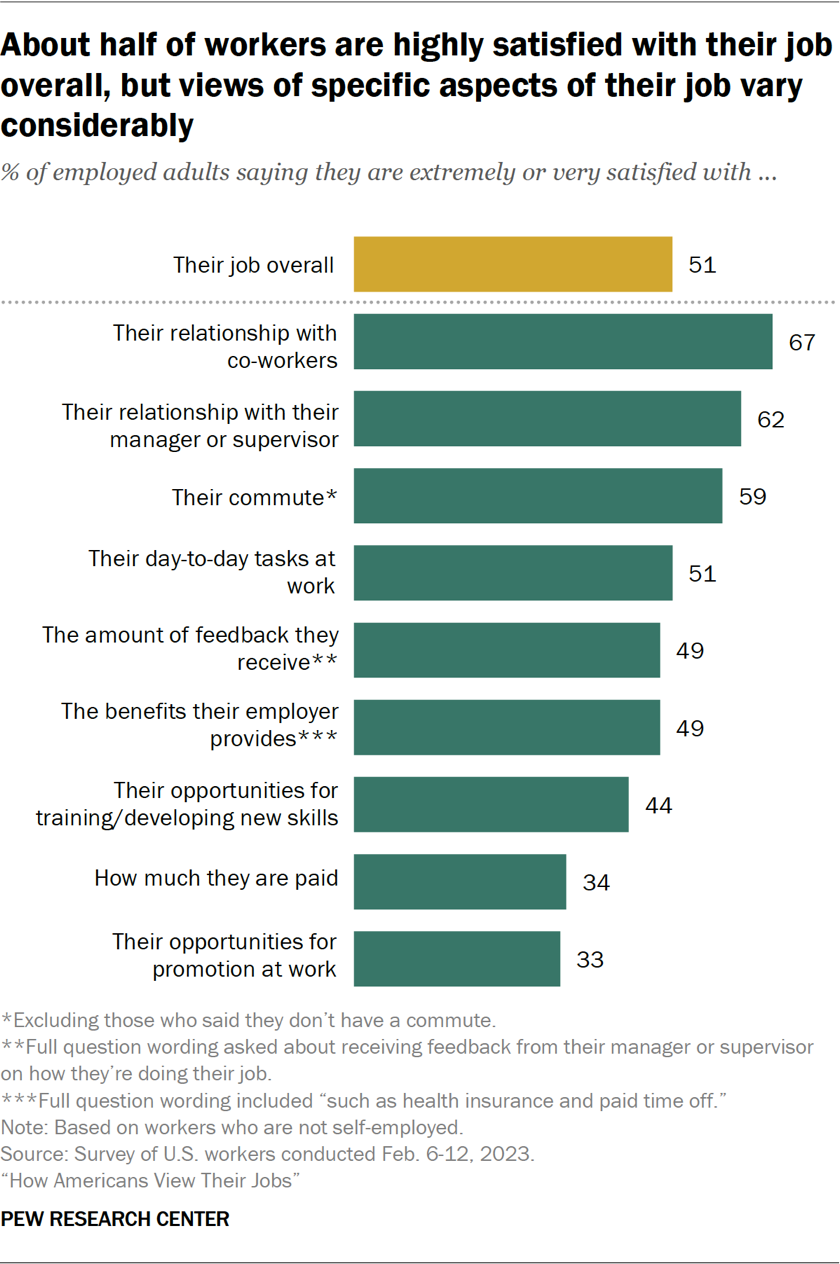 About half of workers are highly satisfied with their job
overall, but views of specific aspects of their job vary
considerably
% of employed adults saying they are extremely or very satisfied with ...
Their job overall 51
Their relationship with
co-workers 67
Their relationship with their
manager or supervisor 62
Their commute* 59
Their day-to-day tasks at
work 51
The amount of feedback they
receive** 49
The benefits their employer
provides*** 49
Their opportunities for
training/developing new skills 44
How much they are paid 34
Their opportunities for
promotion at work 33
*Excluding those who said they don’t have a commute.
**Full question wording asked about receiving feedback from their manager or supervisor
on how they’re doing their job.
***Full question wording included “such as health insurance and paid time off.”
Note: Based on workers who are not self-employed.
Source: Survey of U.S. workers conducted Feb. 6-12, 2023.
“How Americans View Their Jobs”
PEW RESEARCH CENTER